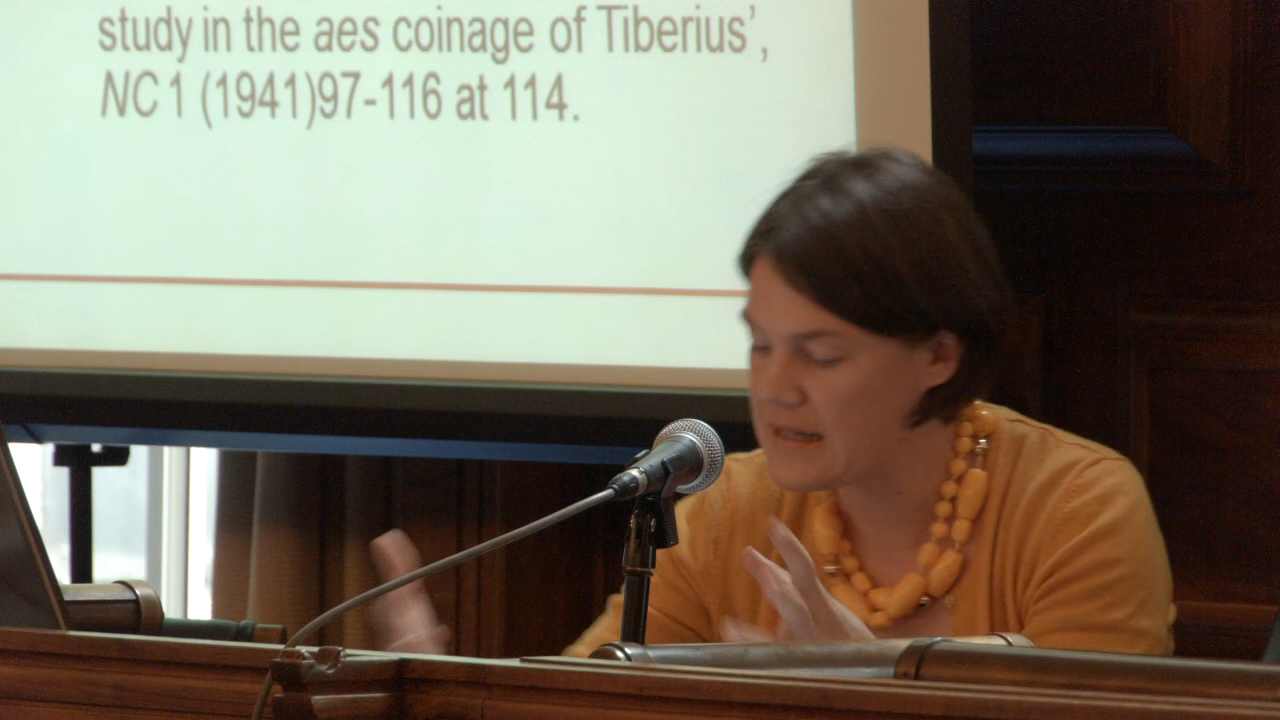 study in the aes coinage of Tiberius’,
NC 1 (1941)97-116 at 114.